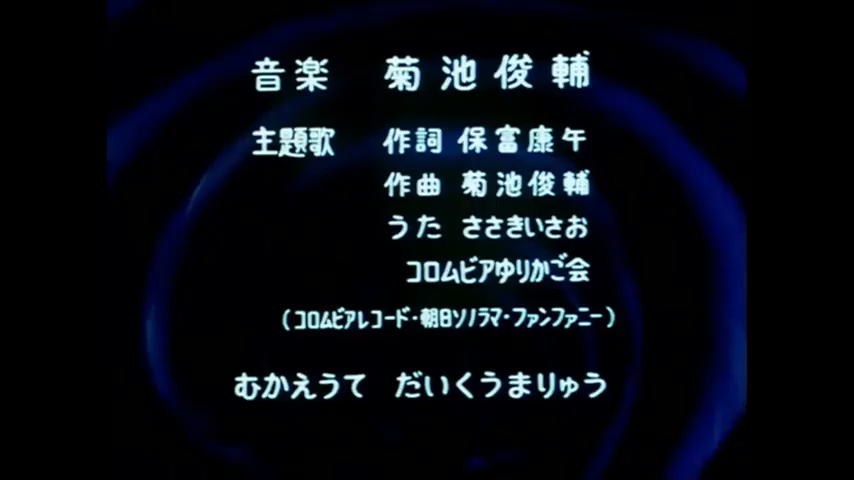 音楽 菊池俊輔
主題歌 作詞 保富康午
作曲 菊池俊輔
うた ささきいさお
コロムビアゆりかご会
(コロムビアレコード・朝日ソノラマ・ファンファニー)
むかえうて だいくうまりゅう